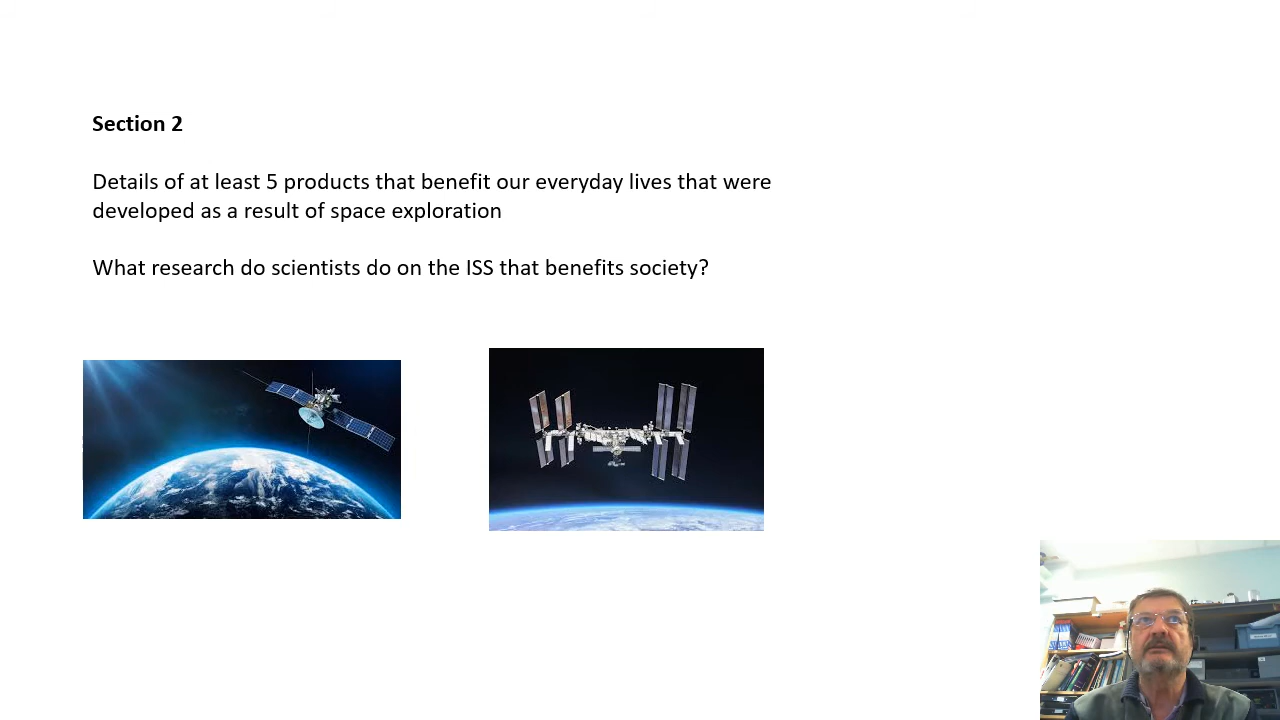 Section 2
Details of at least 5 products that benefit our everyday lives that were
developed as a result of space exploration
What research do scientists do on the ISS that benefits society?